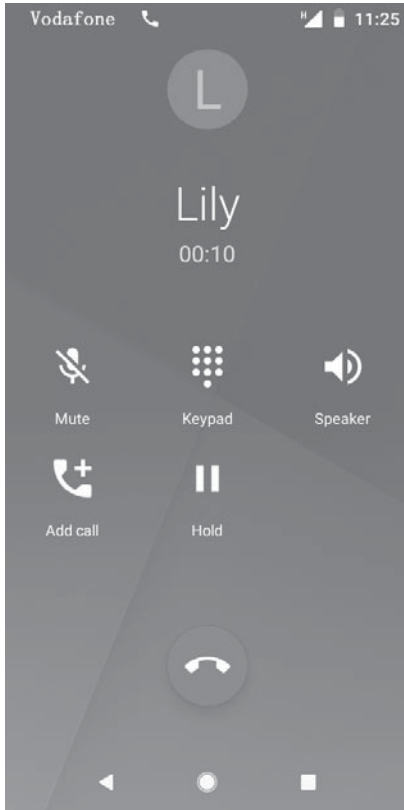 Vodafone H 11:25
L
Lily
00:10
Mute Keypad Speaker
Add call Hold